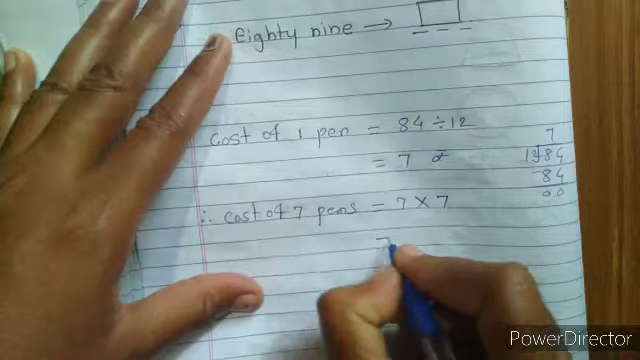 Eighty nine →
cost of 1 pen = 84 ÷ 12
= 7
∴ cost of 7 pens = 7 × 7
7
84
84
00
PowerDirector